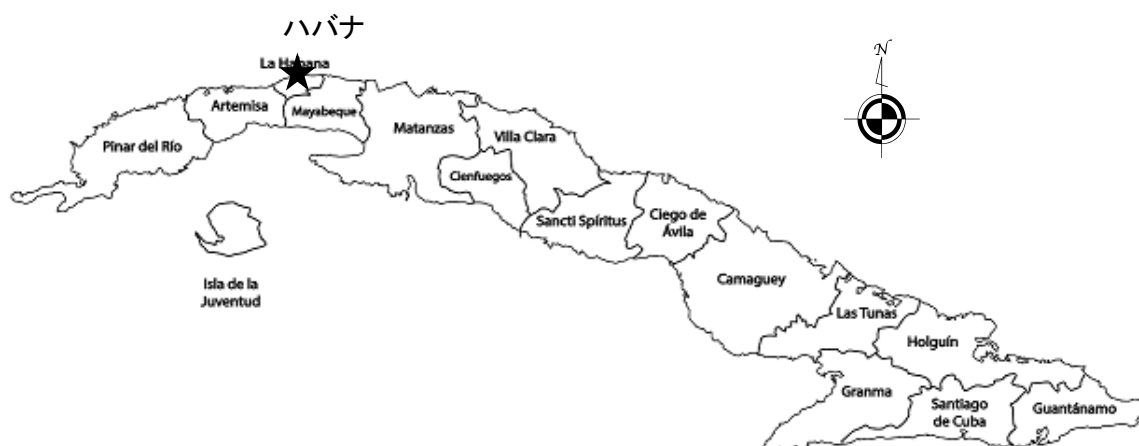 ハバナ
N
La Habana
Artemisa
Mayabeque
Pinar del Río
Matanzas
Villa Clara
Cienfuegos
Sancti Spíritus
Ciego de
Ávila
Isla de la
Juventud
Camaguey
Las Tunas
Holguín
Granma
Santiago
de Cuba
Guantánamo